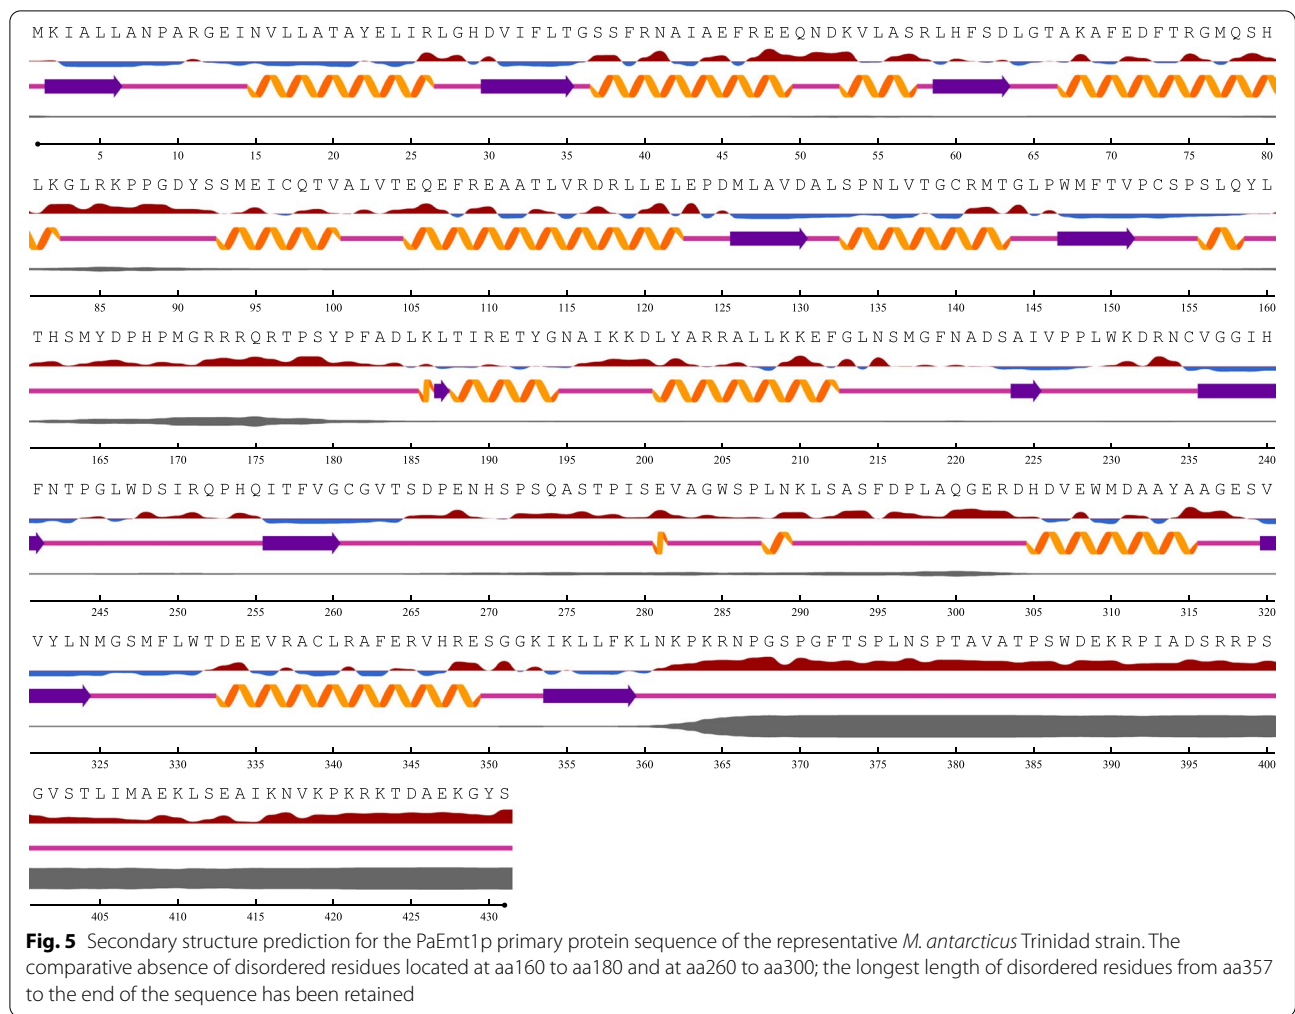 MKIALLANPARGEINVLLATAYELIRLGHDVIFLTGSSFRNAIAEFREEQNDKVLASRLHFSDLGTAKAFEDFTRGMQSH
5 10 15 20 25 30 35 40 45 50 55 60 65 70 75 80
LKGLRKPPGDYSSMEICQTVALVTEQEFREAATLVRDRLLELEPDMLAVDALSPNLVTGCRMTGLPWMFTVPCSPSLQYL
85 90 95 100 105 110 115 120 125 130 135 140 145 150 155 160
THSMYDPHPMGRRRQRTPSYPFADLKLTIRETYGNAIKKDLYARRALLKKEFGLNSMGFNADSAIVPPLWKDRNCVGGIH
165 170 175 180 185 190 195 200 205 210 215 220 225 230 235 240
FNTPGLWDSIRQPHQITFVGCGVTSDPENHSPSQASTPISEVAGWSPLNKLSASFDPLAQGERDHDVEWMDAAYAAGESV
245 250 255 260 265 270 275 280 285 290 295 300 305 310 315 320
VYLNMGSMFLWTDEEVRACLRAFERVHRESGGKIKLLFKLNKPKRNPGSPGFTSPLNSPTAVATPSWDEKRPIADSRRPS
325 330 335 340 345 350 355 360 365 370 375 380 385 390 395 400
GVSTLIMAEKLSEAIKNVKPKRKTDAEKGYS
405 410 415 420 425 430
Fig. 5 Secondary structure prediction for the PaEmt1p primary protein sequence of the representative M. antarcticus Trinidad strain. The
comparative absence of disordered residues located at aa160 to aa180 and at aa260 to aa300; the longest length of disordered residues from aa357
to the end of the sequence has been retained